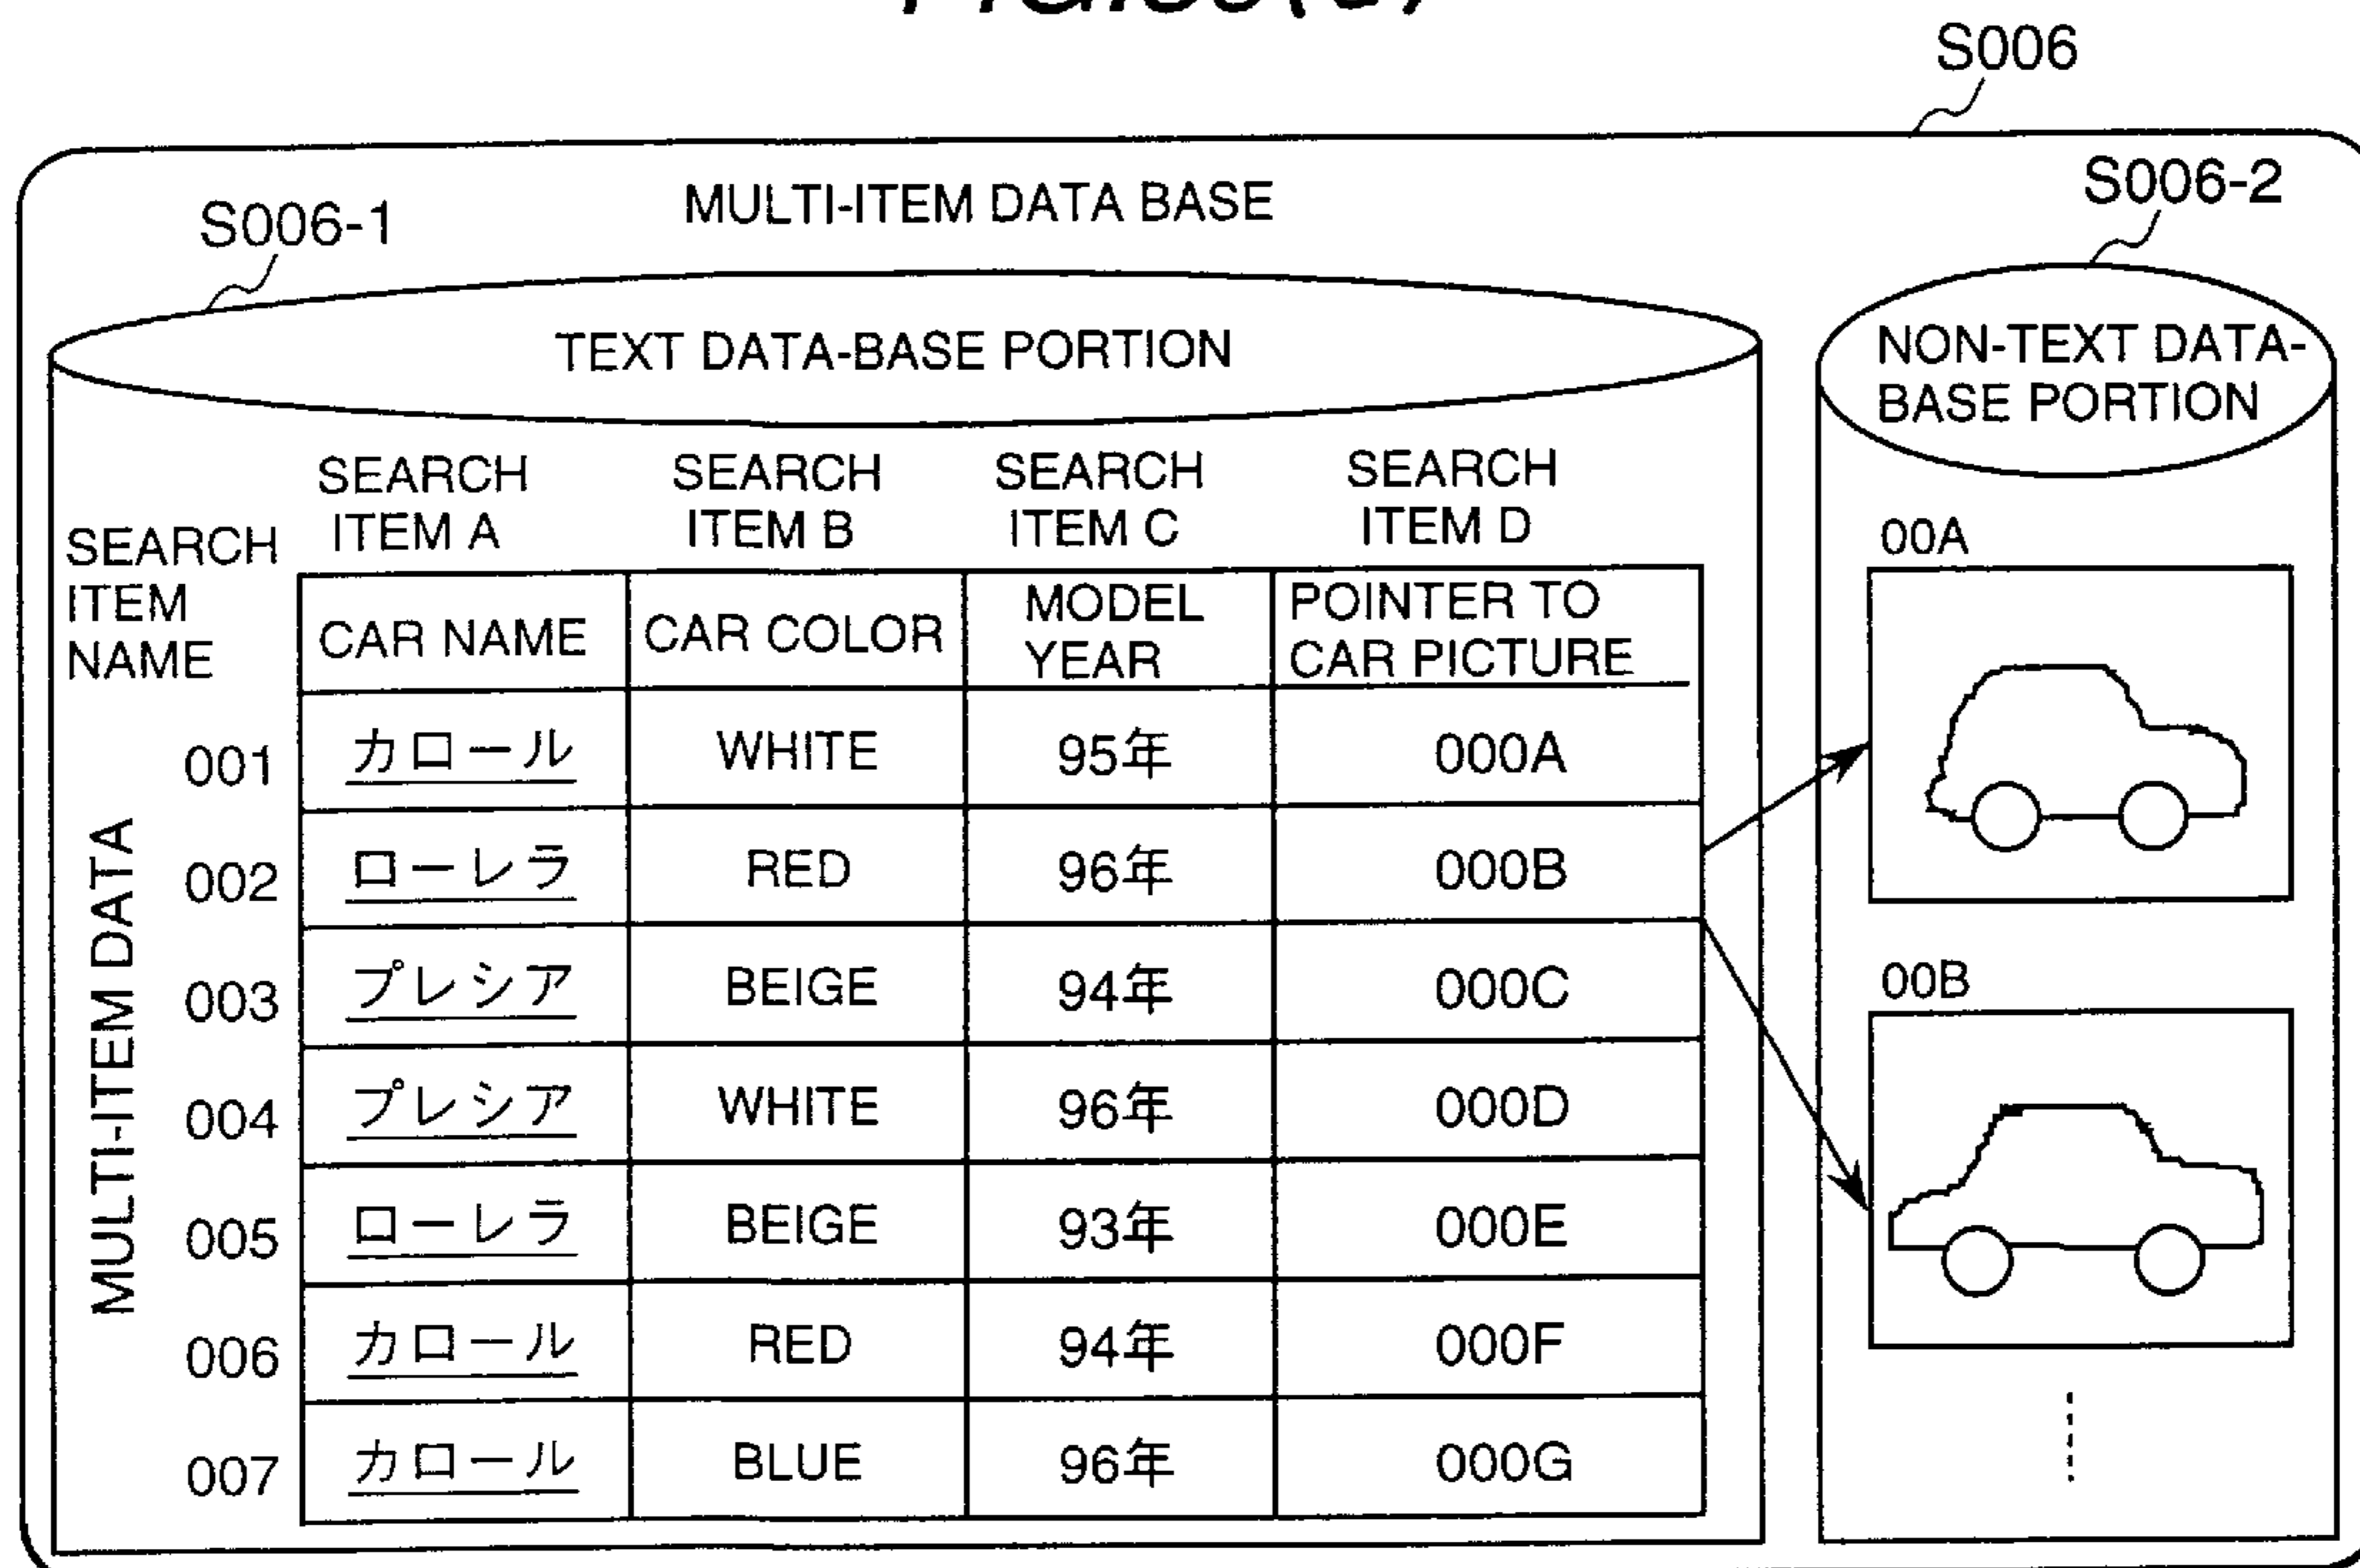 S006
MULTI-ITEM DATA BASE
S006-1
S006-2
TEXT DATA-BASE PORTION
NON-TEXT DATA-
BASE PORTION
SEARCH ITEM NAME
SEARCH ITEM A
SEARCH ITEM B
SEARCH ITEM C
SEARCH ITEM D
CAR NAME CAR COLOR MODEL YEAR POINTER TO CAR PICTURE
MULTI-ITEM DATA
001 カロール WHITE 95年 000A
002 ローレラ RED 96年 000B
003 プレシア BEIGE 94年 000C
004 プレシア WHITE 96年 000D
005 ローレラ BEIGE 93年 000E
006 カロール RED 94年 000F
007 カロール BLUE 96年 000G
00A
00B